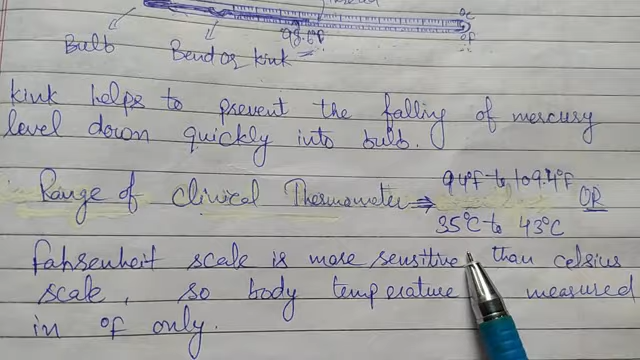 °C
98.6°F
°F
Bulb
Bend or kink
kink helps to prevent the falling of mercury
level down quickly into bulb.
Range of Clinical Thermometer ⇒ 94°F to 109.4°F OR
35°C to 43°C
Fahrenheit scale is more sensitive than celsius
scale, so body temperature measured
in °F only.